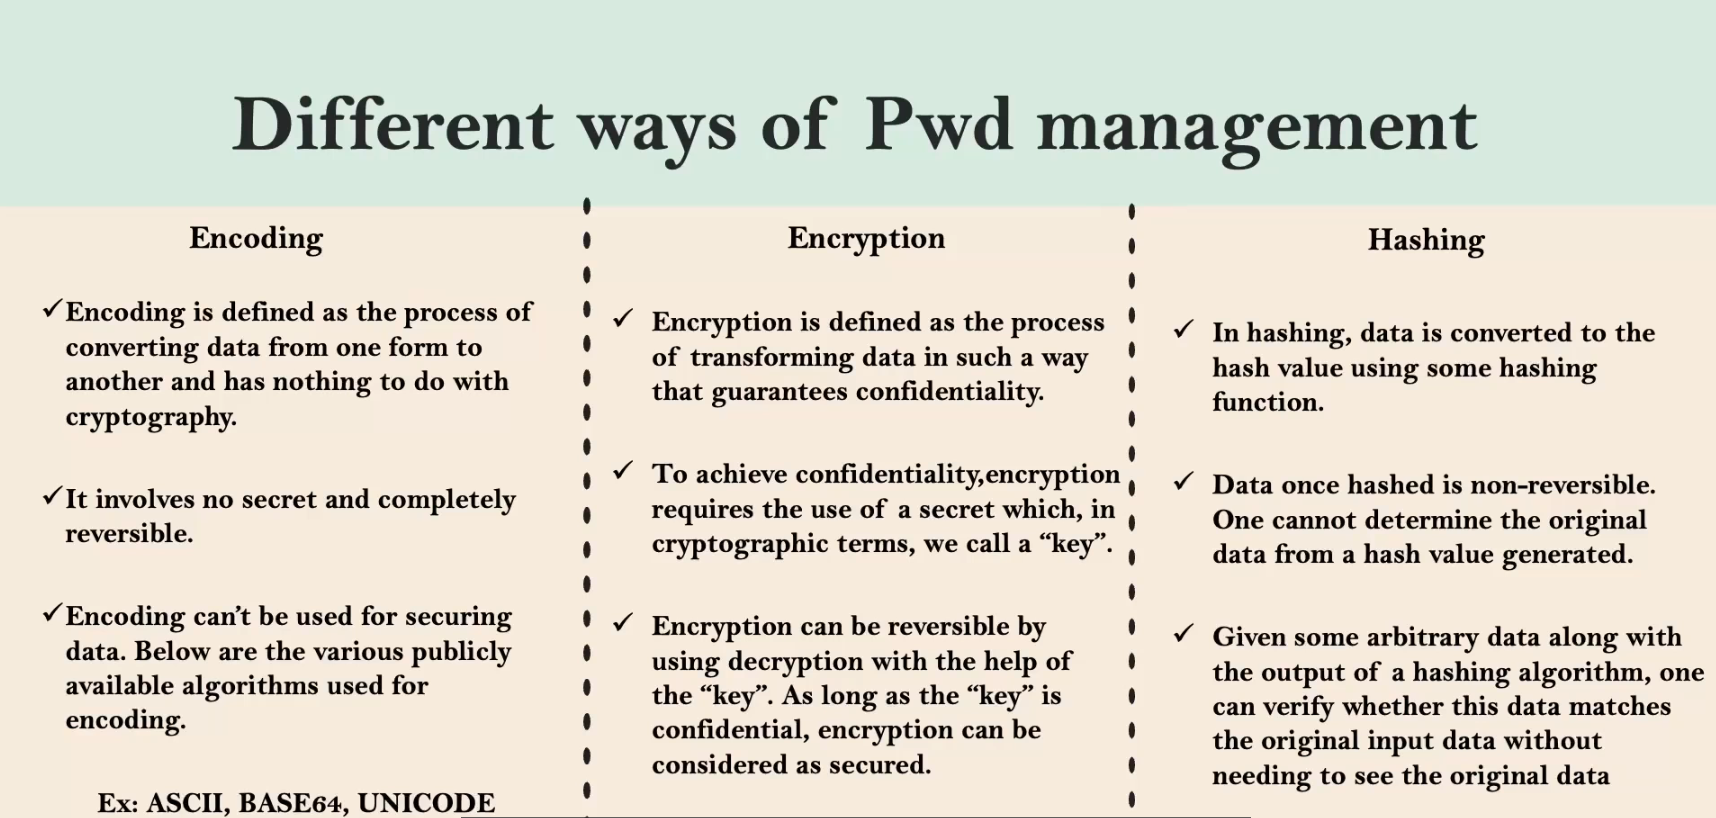 Different ways of Pwd management
Encoding
✓Encoding is defined as the process of
converting data from one form to
another and has nothing to do with
cryptography.
✓It involves no secret and completely
reversible.
✓Encoding can't be used for securing
data. Below are the various publicly
available algorithms used for
encoding.
Ex: ASCII, BASE64, UNICODE
Encryption
✓ Encryption is defined as the process
of transforming data in such a way
that guarantees confidentiality.
✓ To achieve confidentiality,encryption
requires the use of a secret which, in
cryptographic terms, we call a “key”.
✓ Encryption can be reversible by
using decryption with the help of
the “key”. As long as the “key” is
confidential, encryption can be
considered as secured.
Hashing
✓ In hashing, data is converted to the
hash value using some hashing
function.
✓ Data once hashed is non-reversible.
One cannot determine the original
data from a hash value generated.
✓ Given some arbitrary data along with
the output of a hashing algorithm, one
can verify whether this data matches
the original input data without
needing to see the original data